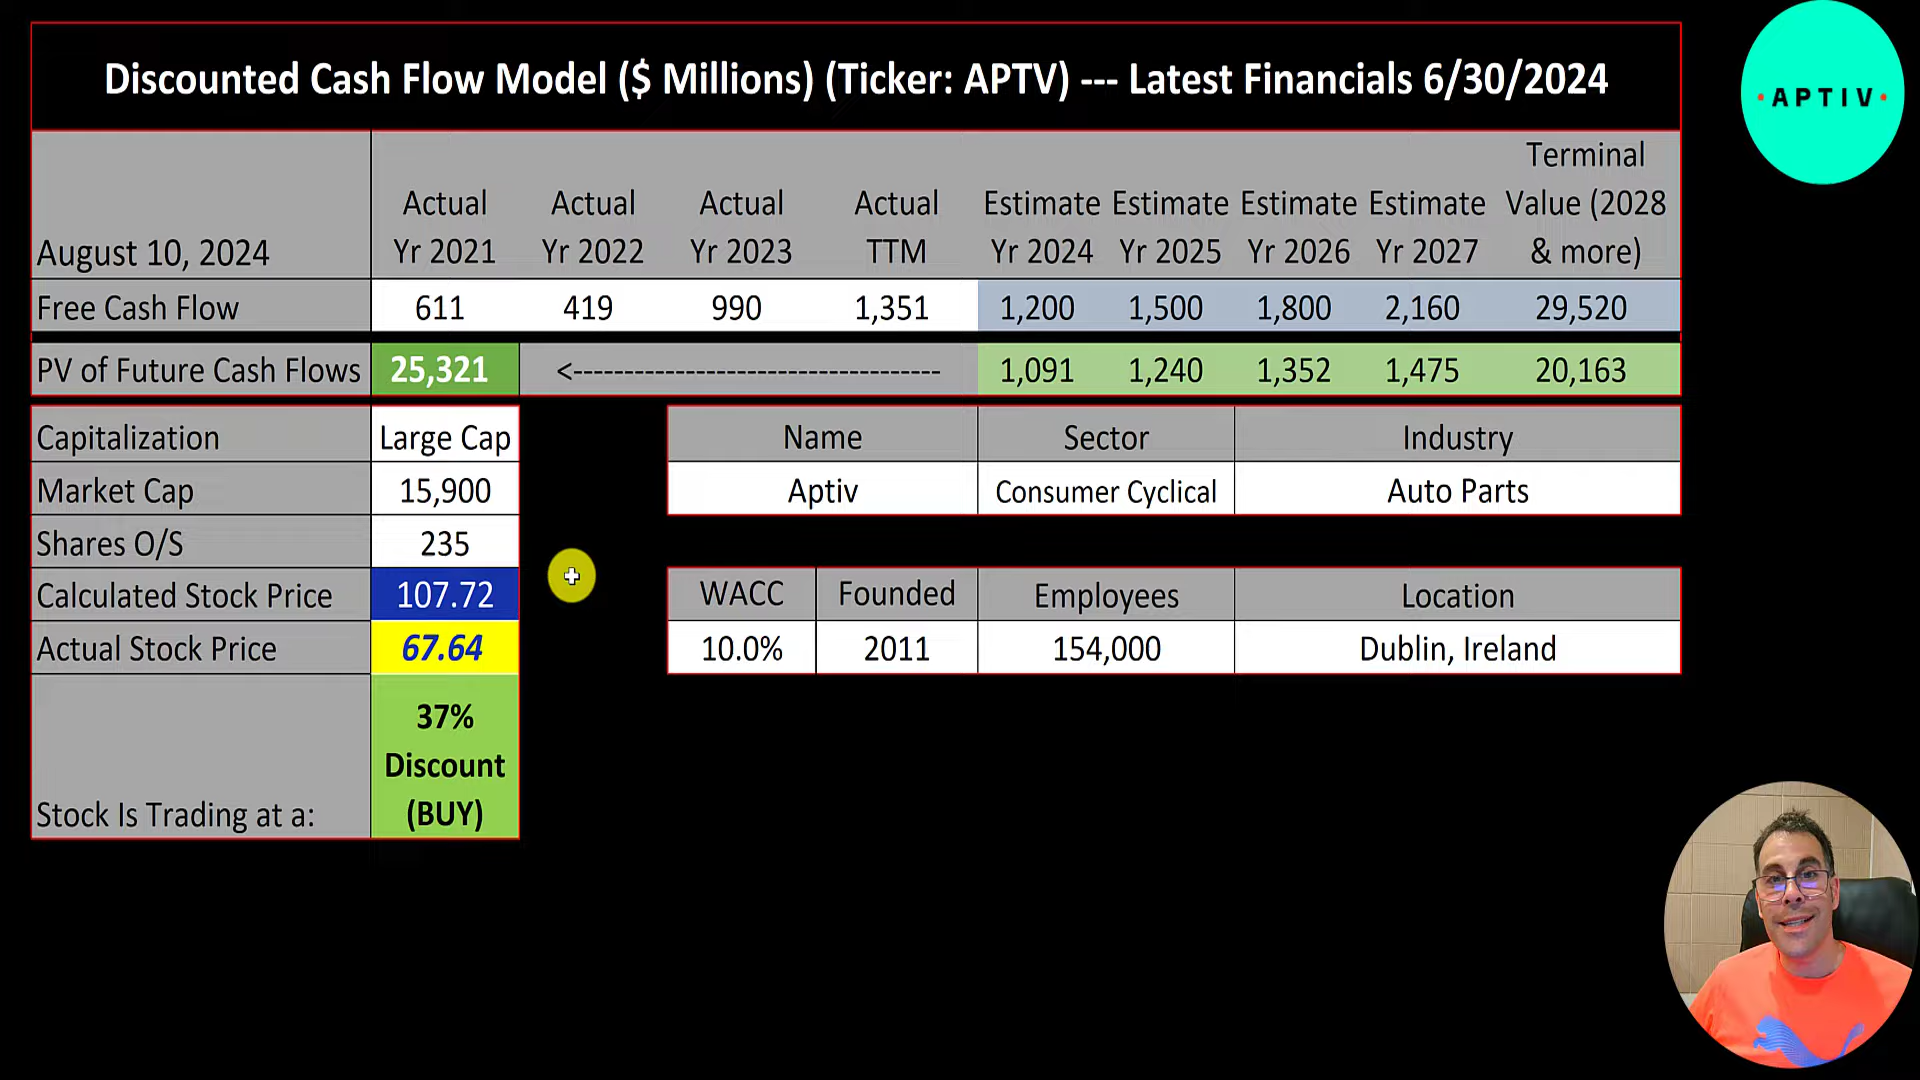 Discounted Cash Flow Model ($ Millions) (Ticker: APTV) --- Latest Financials 6/30/2024
·APTIV·
August 10, 2024 Actual Yr 2021 Actual Yr 2022 Actual Yr 2023 Actual TTM Estimate Yr 2024 Estimate Yr 2025 Estimate Yr 2026 Estimate Yr 2027 Terminal Value (2028 & more)
Free Cash Flow 611 419 990 1,351 1,200 1,500 1,800 2,160 29,520
PV of Future Cash Flows 25,321 <----------------------------------- 1,091 1,240 1,352 1,475 20,163
Capitalization Large Cap
Market Cap 15,900
Shares O/S 235
Calculated Stock Price 107.72
Actual Stock Price 67.64
Stock Is Trading at a: 37% Discount (BUY)
Name Sector Industry
Aptiv Consumer Cyclical Auto Parts
WACC Founded Employees Location
10.0% 2011 154,000 Dublin, Ireland